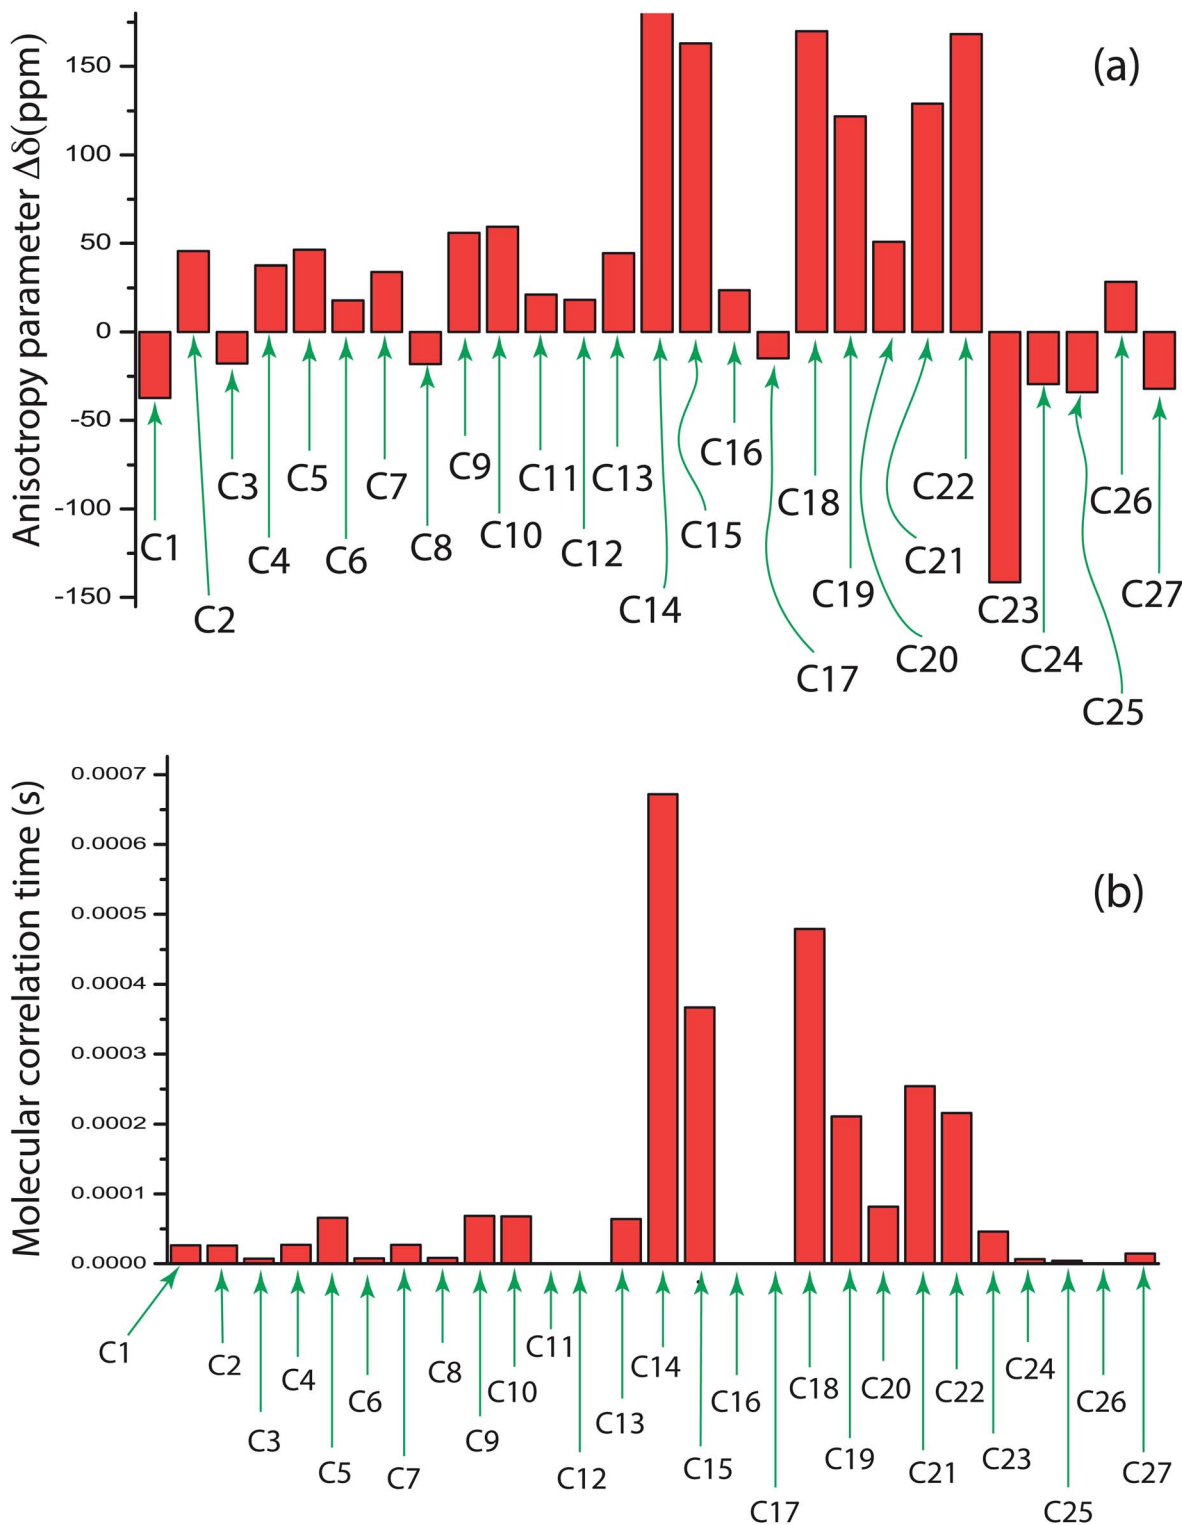 Anisotropy parameter Δδ(ppm)
(a)
150
100
50
0
-50
-100
-150
C1
C2
C3
C4
C5
C6
C7
C8
C9
C10
C11
C12
C13
C14
C15
C16
C17
C18
C19
C20
C21
C22
C23
C24
C25
C26
C27
Molecular correlation time (s)
(b)
0.0007
0.0006
0.0005
0.0004
0.0003
0.0002
0.0001
0.0000
C1
C2
C3
C4
C5
C6
C7
C8
C9
C10
C11
C12
C13
C14
C15
C16
C17
C18
C19
C20
C21
C22
C23
C24
C25
C26
C27